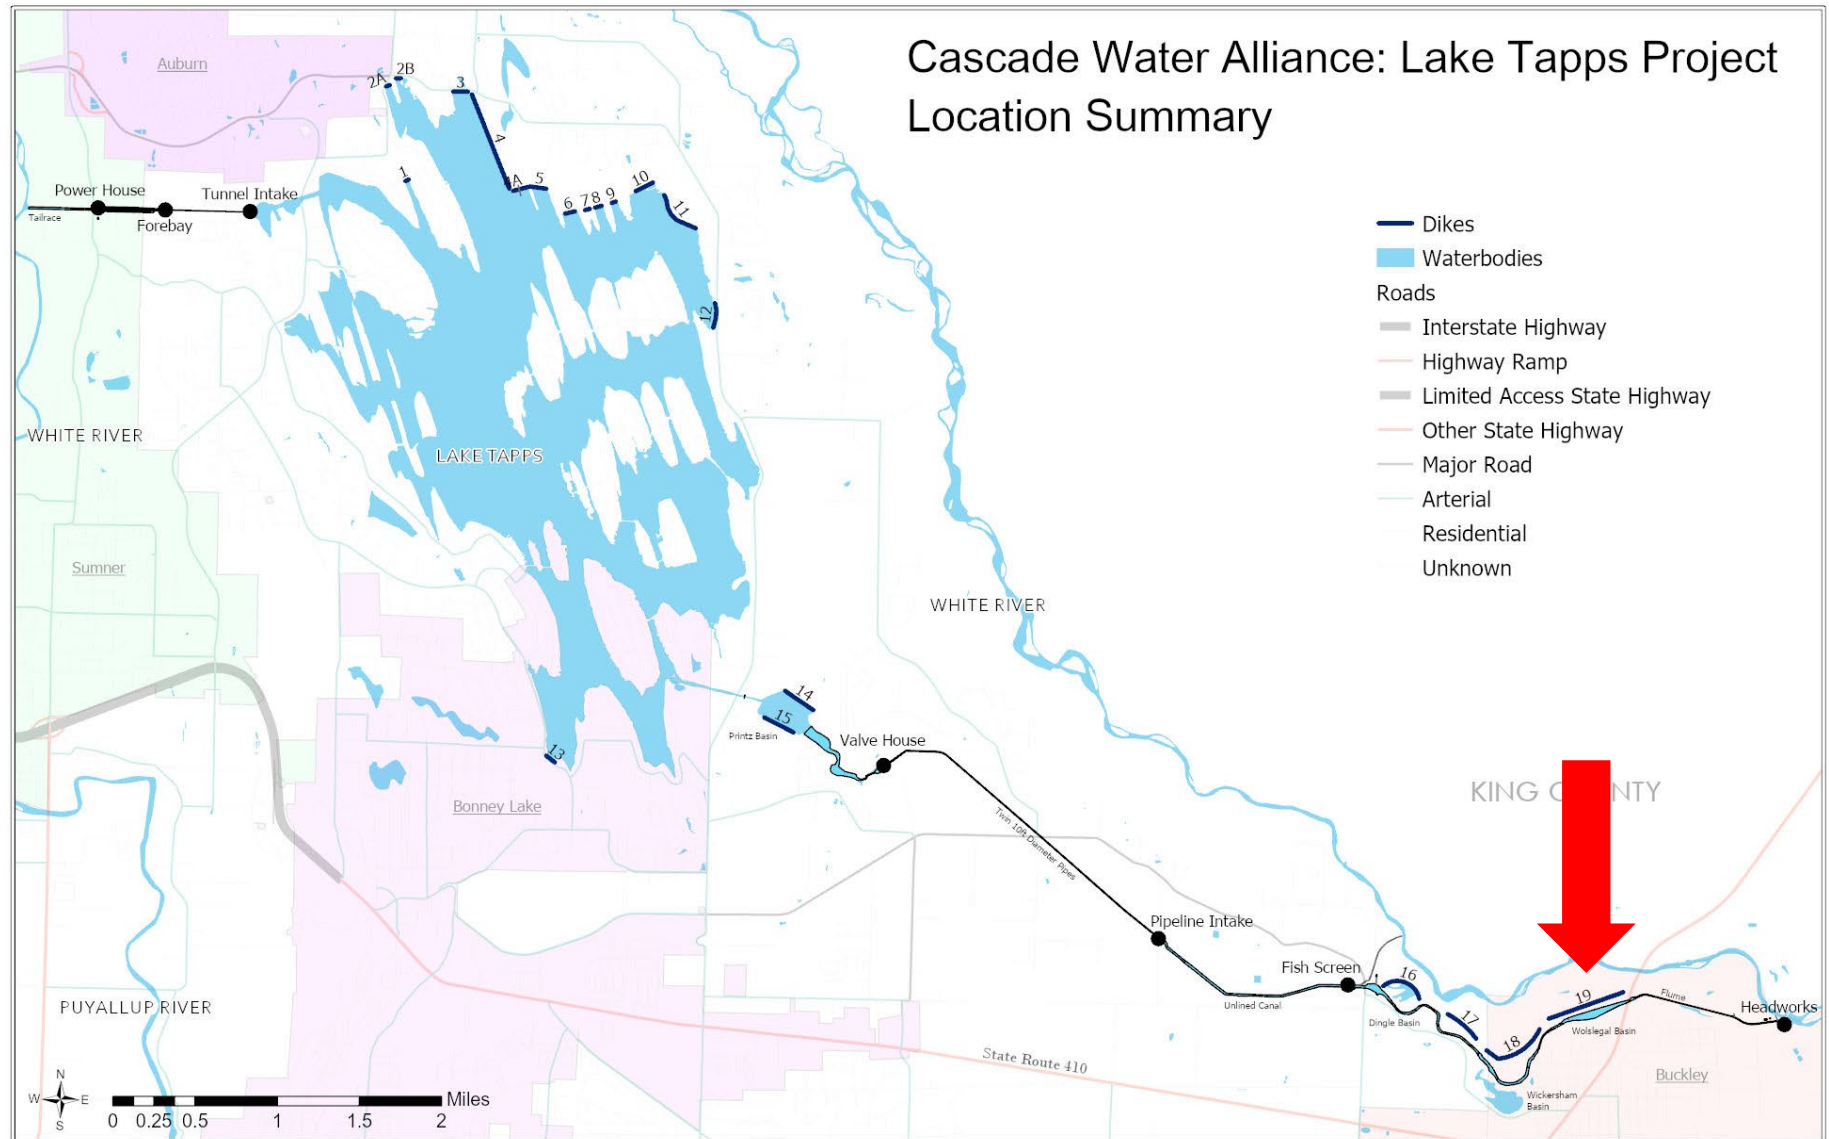 Cascade Water Alliance: Lake Tapps Project
Location Summary
Auburn
2A
2B
3
4
4A
5
6
7
8
9
10
11
12
1
Power House
Tunnel Intake
Tailrace
Forebay
Dikes
Waterbodies
Roads
Interstate Highway
Highway Ramp
Limited Access State Highway
Other State Highway
Major Road
Arterial
Residential
Unknown
WHITE RIVER
LAKE TAPPS
Sumner
WHITE RIVER
14
15
Printz Basin
Valve House
13
Bonney Lake
KING C NTY
Twin 10ft Diameter Pipes
Pipeline Intake
Fish Screen
16
Unlined Canal
Dingle Basin
17
18
19
Wolslegal Basin
Flume
Headworks
PUYALLUP RIVER
State Route 410
Buckley
Wickersham
Basin
N
W E
S
0 0.25 0.5 1 1.5 2 Miles